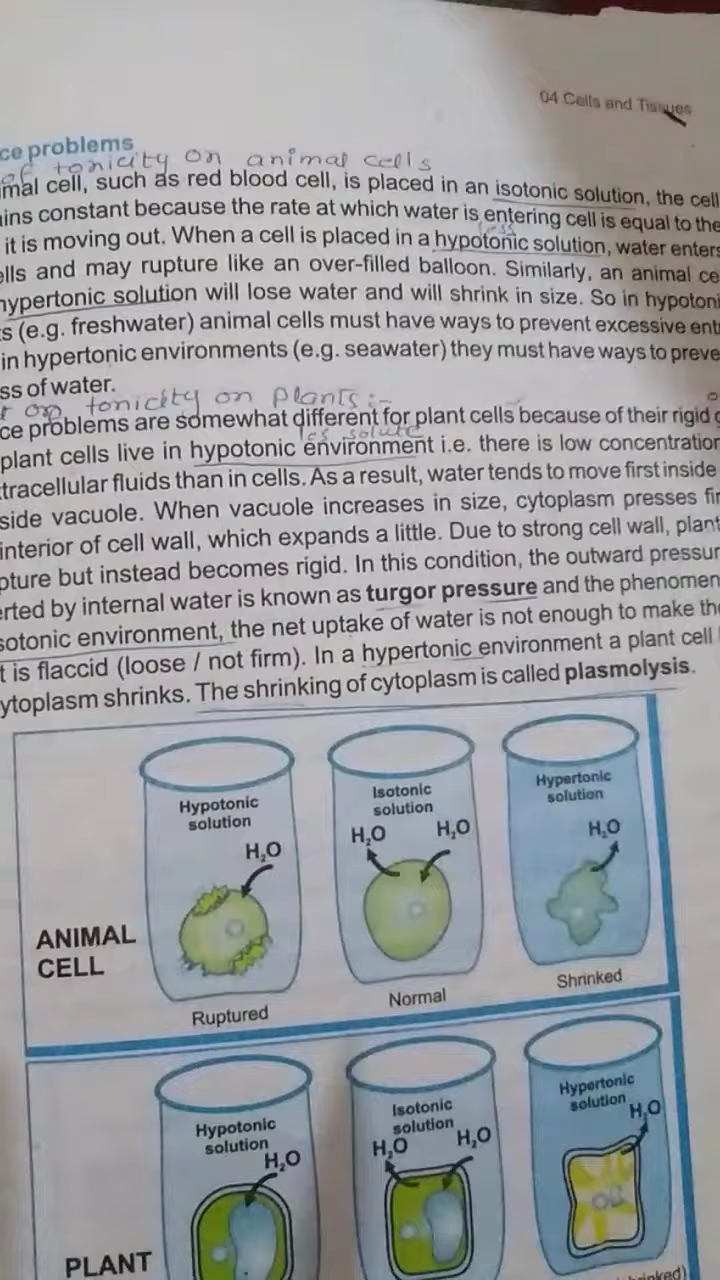 04 Cells and Tissues
ce problems
of tonicity on animal cells
mal cell, such as red blood cell, is placed in an isotonic solution, the cell
ains constant because the rate at which water is entering cell is equal to the
less
it is moving out. When a cell is placed in a hypotonic solution, water enters
ells and may rupture like an over-filled balloon. Similarly, an animal ce
hypertonic solution will lose water and will shrink in size. So in hypotoni
s (e.g. freshwater) animal cells must have ways to prevent excessive ent
in hypertonic environments (e.g. seawater) they must have ways to preve
ss of water.
tonicity on plants:-
ce problems are somewhat different for plant cells because of their rigid
les solute
plant cells live in hypotonic environment i.e. there is low concentration
tracellular fluids than in cells. As a result, water tends to move first inside
side vacuole. When vacuole increases in size, cytoplasm presses fir
interior of cell wall, which expands a little. Due to strong cell wall, plant
pture but instead becomes rigid. In this condition, the outward pressur
erted by internal water is known as turgor pressure and the phenomen
sotonic environment, the net uptake of water is not enough to make the
t is flaccid (loose / not firm). In a hypertonic environment a plant cell
ytoplasm shrinks. The shrinking of cytoplasm is called plasmolysis.
ANIMAL
CELL
Hypotonic
solution
H₂O
Ruptured
Isotonic
solution
H₂O H₂O
Normal
Hypertonic
solution
H₂O
Shrinked
PLANT
Hypotonic
solution
H₂O
Isotonic
solution
H₂O H₂O
Hypertonic
solution
H₂O
hrinked)